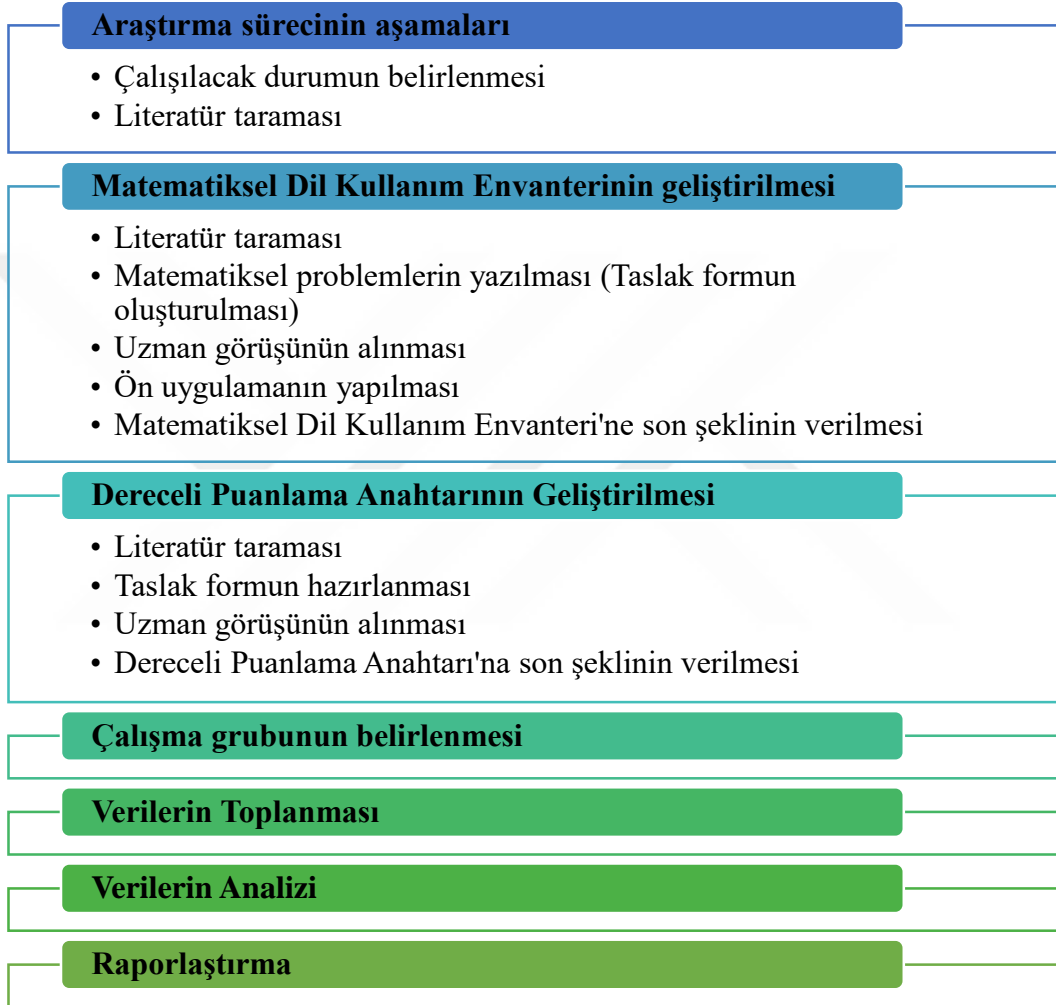 Araştırma sürecinin aşamaları
• Çalışılacak durumun belirlenmesi
• Literatür taraması
Matematiksel Dil Kullanım Envanterinin geliştirilmesi
• Literatür taraması
• Matematiksel problemlerin yazılması (Taslak formun
oluşturulması)
• Uzman görüşünün alınması
• Ön uygulamanın yapılması
• Matematiksel Dil Kullanım Envanteri'ne son şeklinin verilmesi
Dereceli Puanlama Anahtarının Geliştirilmesi
• Literatür taraması
• Taslak formun hazırlanması
• Uzman görüşünün alınması
• Dereceli Puanlama Anahtarı'na son şeklinin verilmesi
Çalışma grubunun belirlenmesi
Verilerin Toplanması
Verilerin Analizi
Raporlaştırma